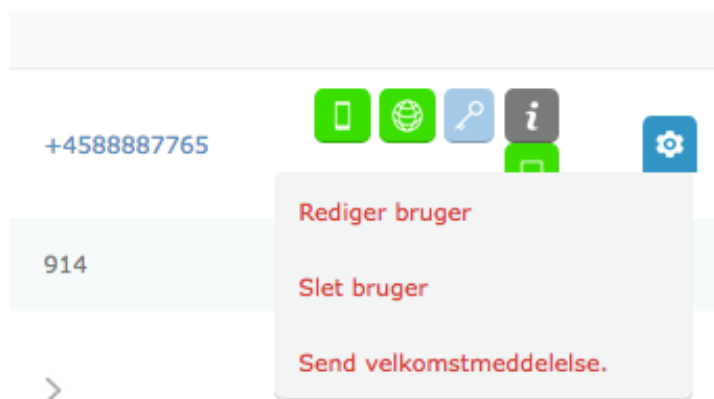 +4588887765
914
Rediger bruger
Slet bruger
Send velkomstmeddelelse.